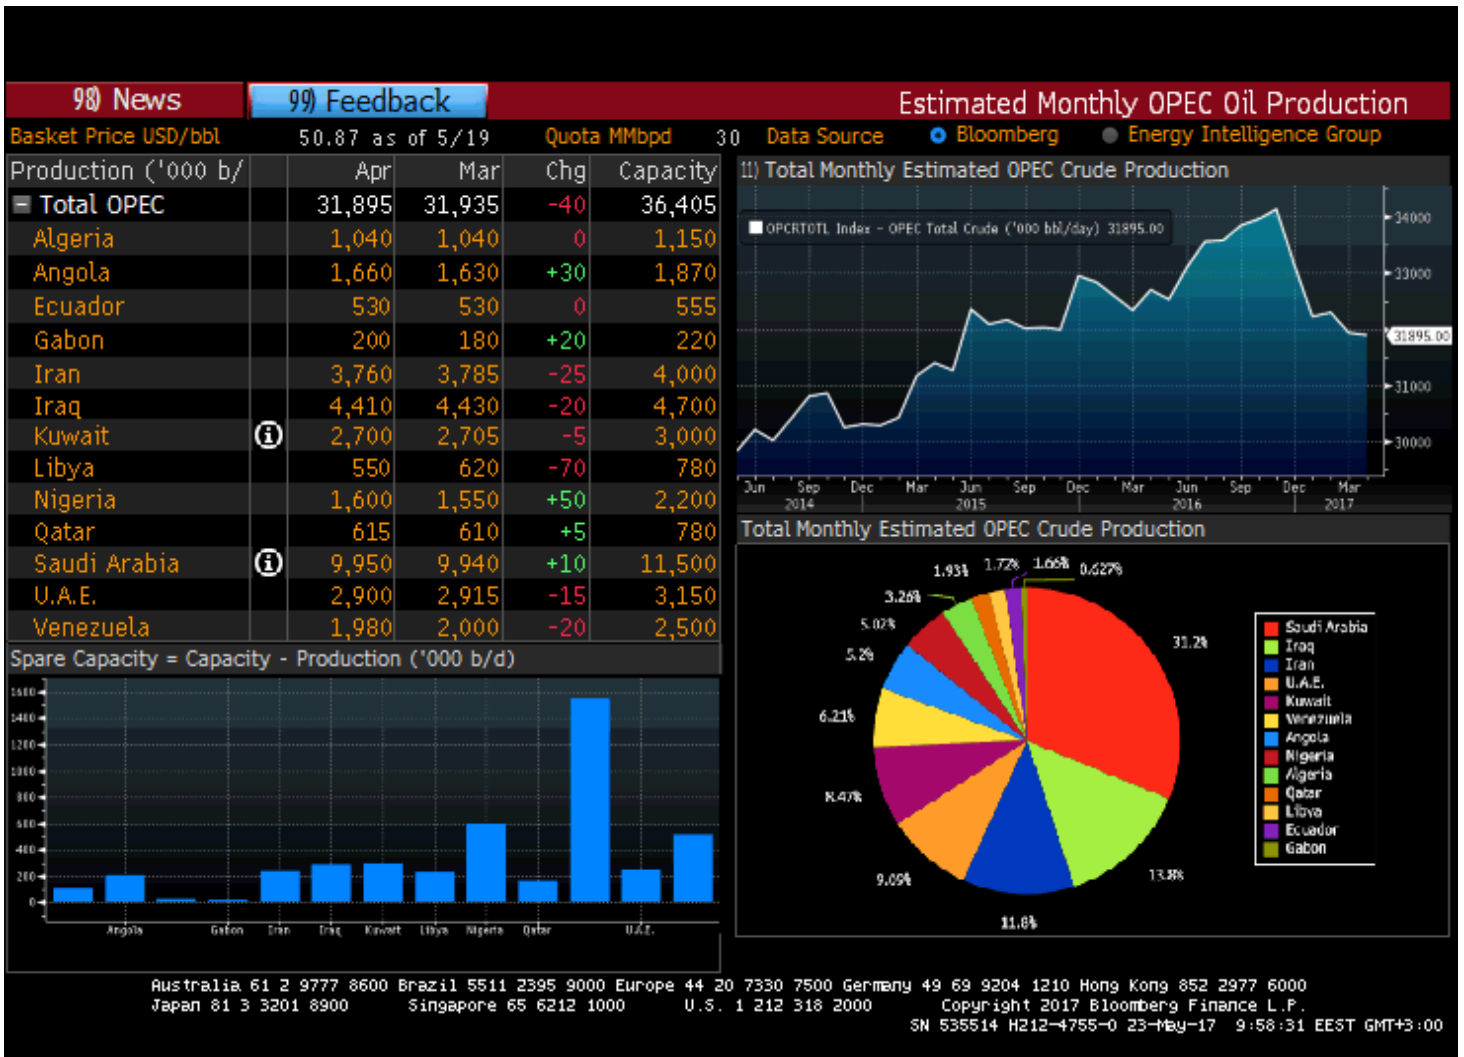 98) News 99) Feedback Estimated Monthly OPEC Oil Production
Basket Price USD/bbl 50.87 as of 5/19 Quota MMbpd 30 Data Source Bloomberg Energy Intelligence Group
Production ('000 b/ Apr Mar Chg Capacity
Total OPEC 31,895 31,935 -40 36,405
Algeria 1,040 1,040 0 1,150
Angola 1,660 1,630 +30 1,870
Ecuador 530 530 0 555
Gabon 200 180 +20 220
Iran 3,760 3,785 -25 4,000
Iraq 4,410 4,430 -20 4,700
Kuwait 2,700 2,705 -5 3,000
Libya 550 620 -70 780
Nigeria 1,600 1,550 +50 2,200
Qatar 615 610 +5 780
Saudi Arabia 9,950 9,940 +10 11,500
U.A.E. 2,900 2,915 -15 3,150
Venezuela 1,980 2,000 -20 2,500
11) Total Monthly Estimated OPEC Crude Production
OPCRTOTL Index - OPEC Total Crude ('000 bbl/day) 31895.00
34000
33000
31895.00
31000
30000
Jun Sep Dec Mar Jun Sep Dec Mar Jun Sep Dec Mar
2014 2015 2016 2017
Spare Capacity = Capacity - Production ('000 b/d)
1600
1400
1200
1000
800
600
400
200
0
Angola Gabon Iran Iraq Kuwait Libya Nigeria Qatar U.A.E.
Total Monthly Estimated OPEC Crude Production
1.93% 1.72% 1.66% 0.627%
3.26%
5.02%
5.2%
6.21%
8.47%
9.09%
11.8%
13.8%
31.2%
Saudi Arabia
Iraq
Iran
U.A.E.
Kuwait
Venezuela
Angola
Nigeria
Algeria
Qatar
Libya
Ecuador
Gabon
Australia 61 2 9777 8600 Brazil 5511 2395 9000 Europe 44 20 7330 7500 Germany 49 69 9204 1210 Hong Kong 852 2977 6000
Japan 81 3 3201 8900 Singapore 65 6212 1000 U.S. 1 212 318 2000 Copyright 2017 Bloomberg Finance L.P.
SN 535514 H212-4755-0 23-May-17 9:58:31 EEST GMT+3:00